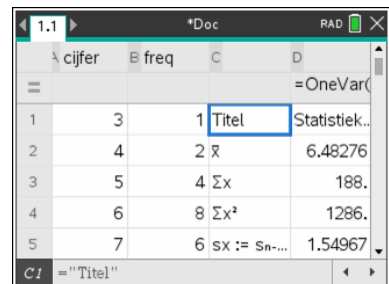 1.1 *Doc RAD
A cijfer B freq C D
= =OneVar(
1 3 1 Titel Statistiek...
2 4 2 x̄ 6.48276
3 5 4 Σx 188.
4 6 8 Σx² 1286.
5 7 6 sx := Sn-... 1.54967
C1 ="Titel"